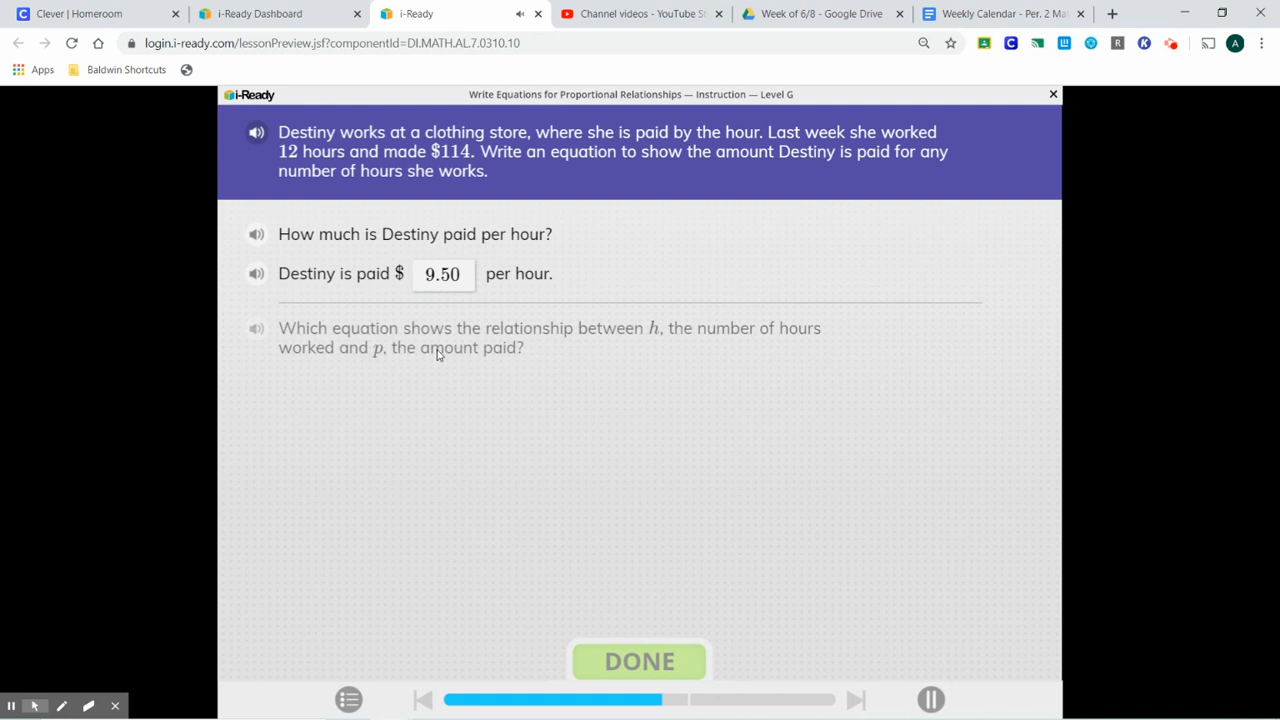 Clever | Homeroom
i-Ready Dashboard
i-Ready
Channel videos - YouTube St
Week of 6/8 - Google Drive
Weekly Calendar - Per. 2 Mat
login.i-ready.com/lessonPreview.jsf?componentId=DI.MATH.AL.7.0310.10
Apps
Baldwin Shortcuts
i-Ready
Write Equations for Proportional Relationships — Instruction — Level G
Destiny works at a clothing store, where she is paid by the hour. Last week she worked
12 hours and made $114. Write an equation to show the amount Destiny is paid for any
number of hours she works.
How much is Destiny paid per hour?
Destiny is paid $ 9.50 per hour.
Which equation shows the relationship between h, the number of hours
worked and p, the amount paid?
DONE